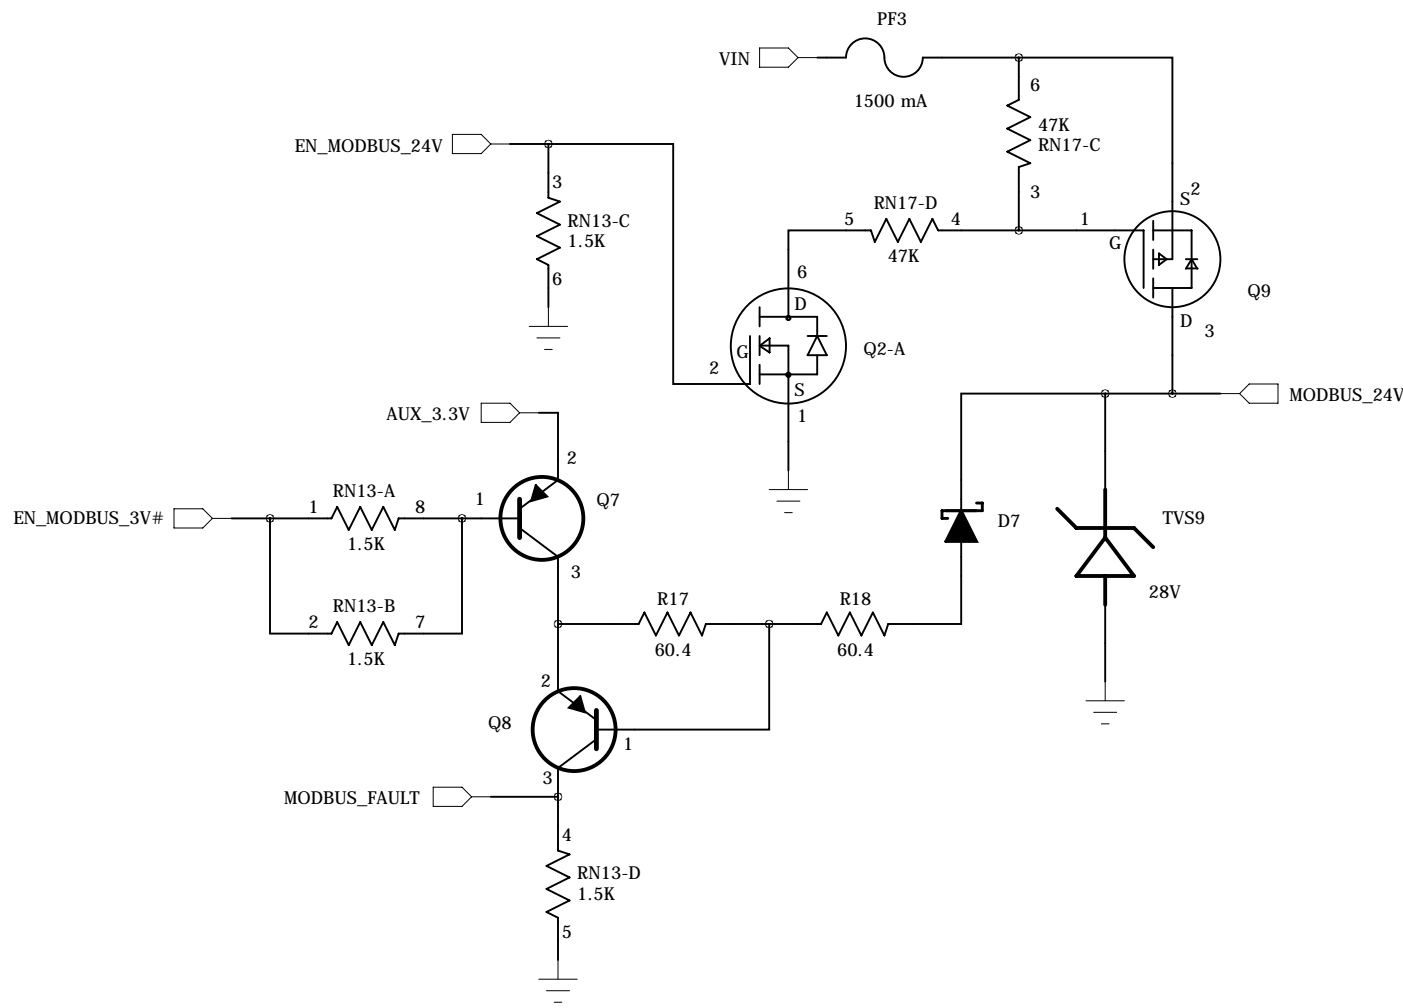 PF3
VIN
1500 mA
6
47K
RN17-C
3
EN_MODBUS_24V
3
RN13-C
1.5K
6
RN17-D
5
4
47K
1
S
2
G
Q9
D
3
6
D
G
Q2-A
2
S
1
MODBUS_24V
AUX_3.3V
2
Q7
EN_MODBUS_3V#
1
RN13-A
8
1
1.5K
3
RN13-B
2
7
1.5K
D7
TVS9
28V
R17
60.4
R18
60.4
2
Q8
1
3
MODBUS_FAULT
4
RN13-D
1.5K
5